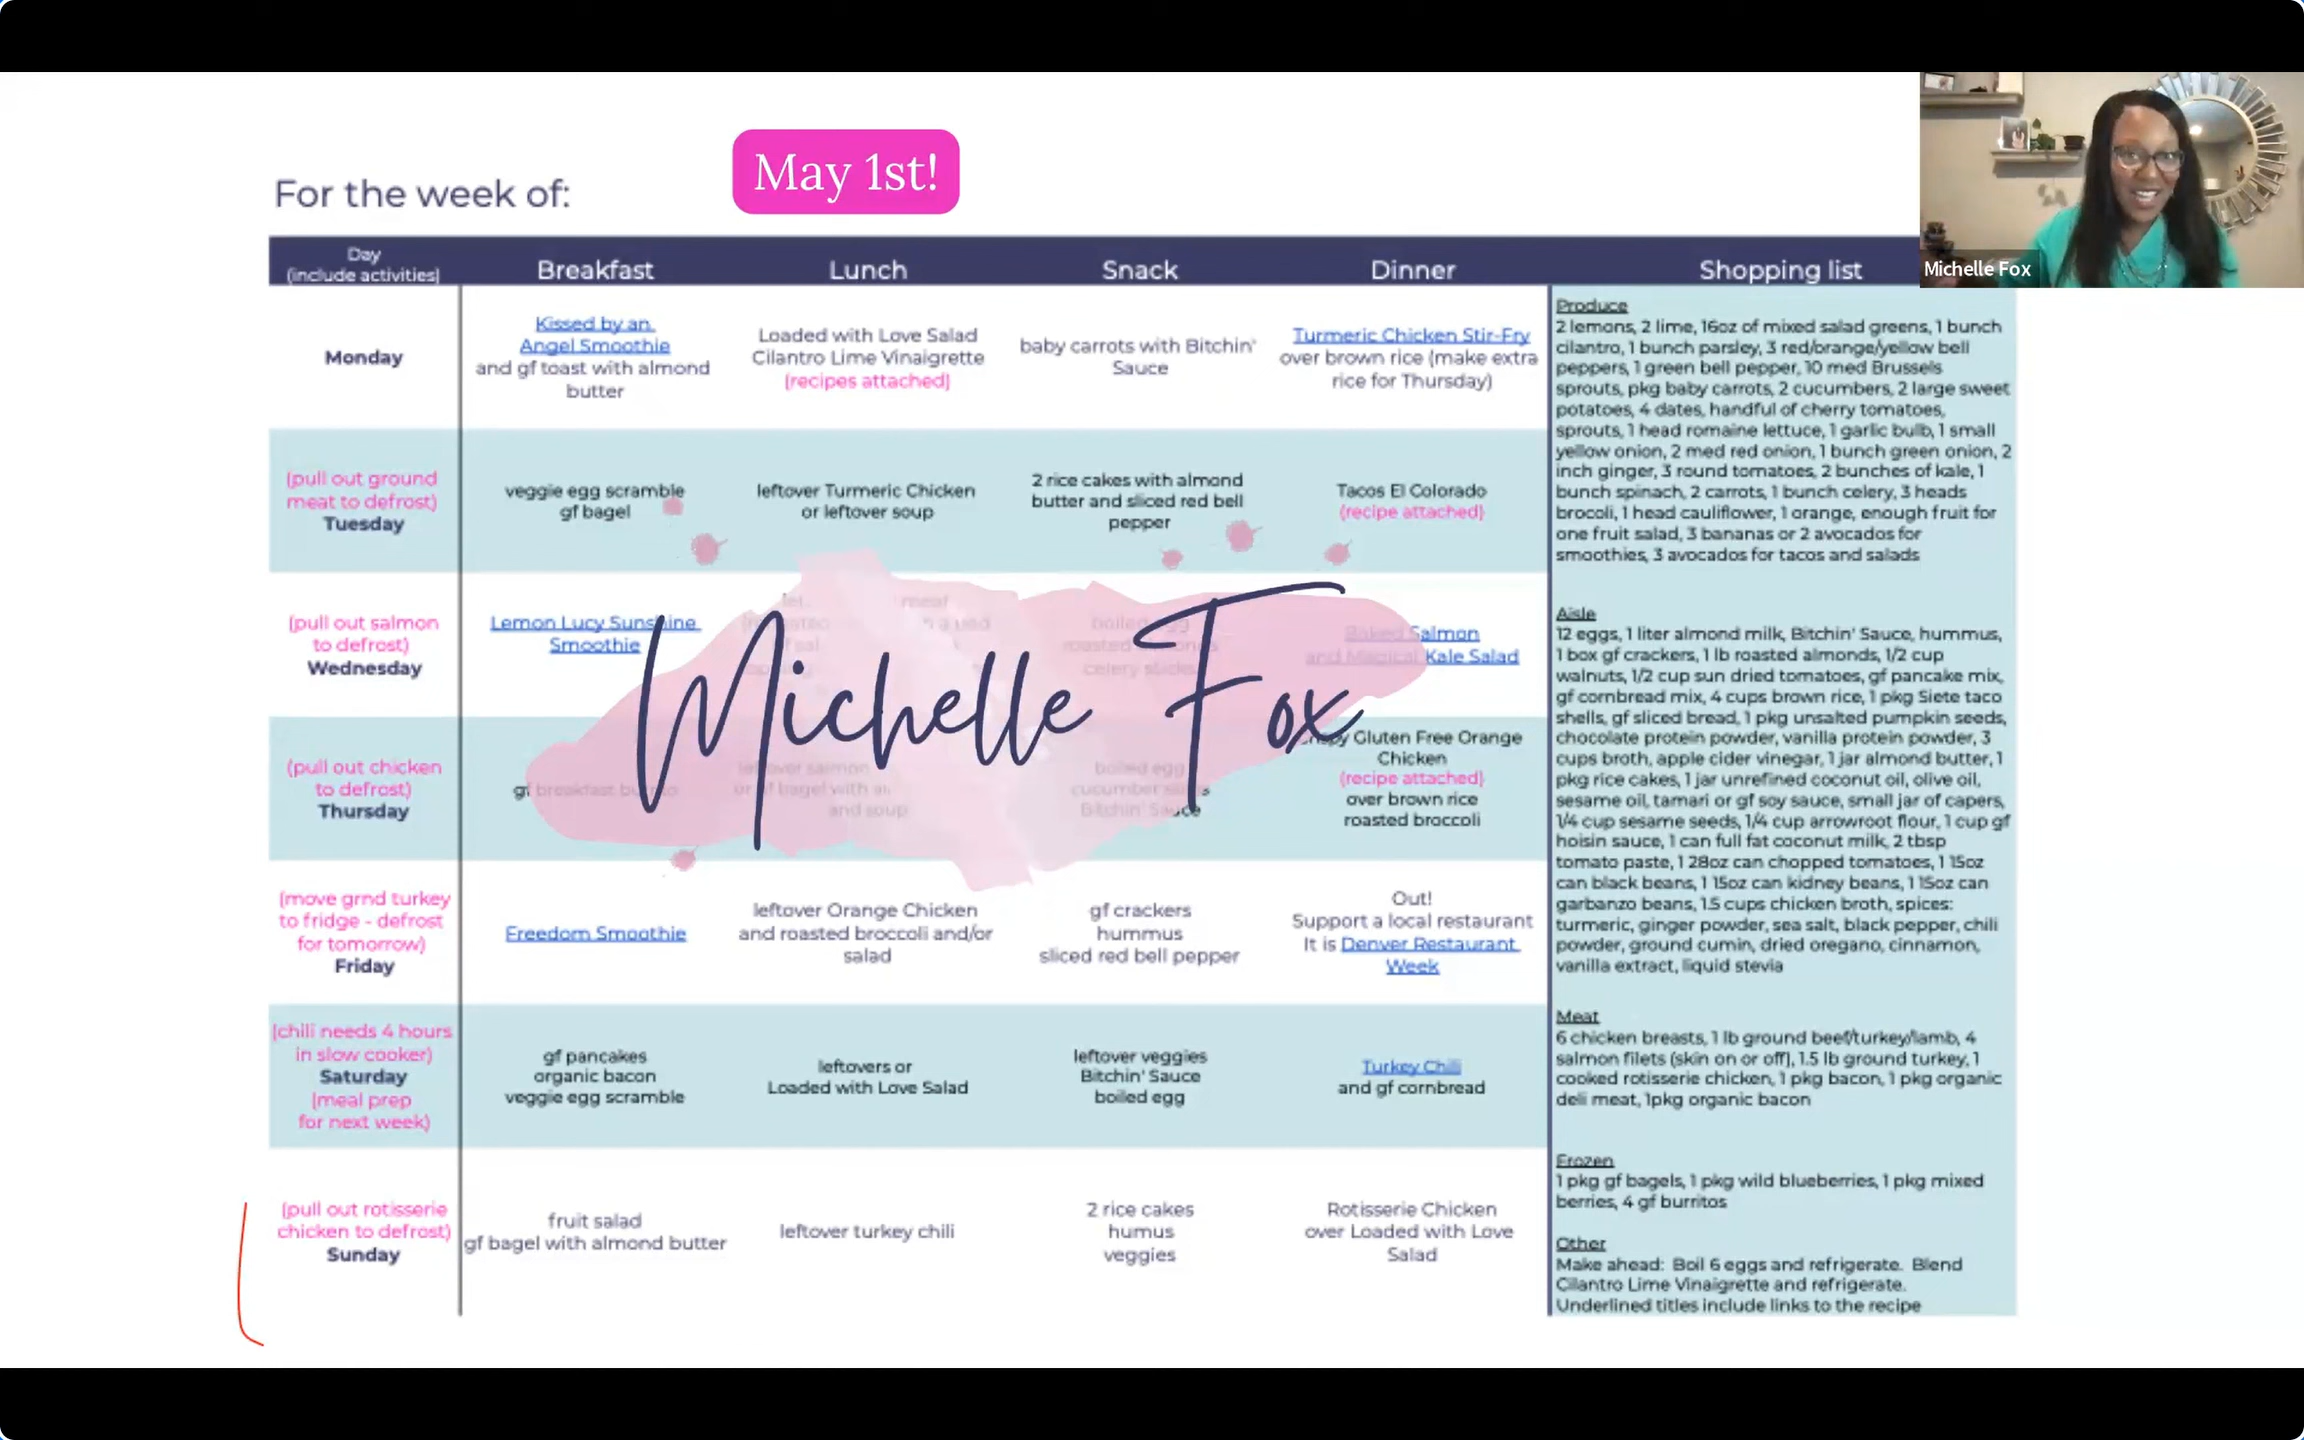 May 1st!
For the week of:
Day
(include activities)
Breakfast
Lunch
Snack
Dinner
Shopping list
Michelle Fox
Monday
Kissed by an
Angel Smoothie
and gf toast with almond
butter
Loaded with Love Salad
Cilantro Lime Vinaigrette
(recipes attached)
baby carrots with Bitchin'
Sauce
Turmeric Chicken Stir-Fry
over brown rice (make extra
rice for Thursday)
(pull out ground
meat to defrost)
Tuesday
veggie egg scramble
gf bagel
leftover Turmeric Chicken
or leftover soup
2 rice cakes with almond
butter and sliced red bell
pepper
Tacos El Colorado
(recipe attached)
(pull out salmon
to defrost)
Wednesday
Lemon Lucy Sunshine
Smoothie
boiled egg
roasted almonds
celery sticks
Baked Salmon
and Magical Kale Salad
Michelle Fox
(pull out chicken
to defrost)
Thursday
gf breakfast burrito
leftover salmon
or gf bagel with
and soup
boiled egg
cucumber slices
Bitchin' Sauce
Crispy Gluten Free Orange
Chicken
(recipe attached)
over brown rice
roasted broccoli
(move grnd turkey
to fridge - defrost
for tomorrow)
Friday
Freedom Smoothie
leftover Orange Chicken
and roasted broccoli and/or
salad
gf crackers
hummus
sliced red bell pepper
Out!
Support a local restaurant
It is Denver Restaurant
Week
(chili needs 4 hours
in slow cooker)
Saturday
(meal prep
for next week)
gf pancakes
organic bacon
veggie egg scramble
leftovers or
Loaded with Love Salad
leftover veggies
Bitchin' Sauce
boiled egg
Turkey Chili
and gf cornbread
(pull out rotisserie
chicken to defrost)
Sunday
fruit salad
gf bagel with almond butter
leftover turkey chili
2 rice cakes
humus
veggies
Rotisserie Chicken
over Loaded with Love
Salad
Produce
2 lemons, 2 lime, 16oz of mixed salad greens, 1 bunch
cilantro, 1 bunch parsley, 3 red/orange/yellow bell
peppers, 1 green bell pepper, 10 med Brussels
sprouts, pkg baby carrots, 2 cucumbers, 2 large sweet
potatoes, 4 dates, handful of cherry tomatoes,
sprouts, 1 head romaine lettuce, 1 garlic bulb, 1 small
yellow onion, 2 med red onion, 1 bunch green onion, 2
inch ginger, 3 round tomatoes, 2 bunches of kale, 1
bunch spinach, 2 carrots, 1 bunch celery, 3 heads
brocoli, 1 head cauliflower, 1 orange, enough fruit for
one fruit salad, 3 bananas or 2 avocados for
smoothies, 3 avocados for tacos and salads
Aisle
12 eggs, 1 liter almond milk, Bitchin' Sauce, hummus,
1 box gf crackers, 1 lb roasted almonds, 1/2 cup
walnuts, 1/2 cup sun dried tomatoes, gf pancake mix,
gf cornbread mix, 4 cups brown rice, 1 pkg Siete taco
shells, gf sliced bread, 1 pkg unsalted pumpkin seeds,
chocolate protein powder, vanilla protein powder, 3
cups broth, apple cider vinegar, 1 jar almond butter, 1
pkg rice cakes, 1 jar unrefined coconut oil, olive oil,
sesame oil, tamari or gf soy sauce, small jar of capers,
1/4 cup sesame seeds, 1/4 cup arrowroot flour, 1 cup gf
hoisin sauce, 1 can full fat coconut milk, 2 tbsp
tomato paste, 1 28oz can chopped tomatoes, 1 15oz
can black beans, 1 15oz can kidney beans, 1 15oz can
garbanzo beans, 1.5 cups chicken broth, spices:
turmeric, ginger powder, sea salt, black pepper, chili
powder, ground cumin, dried oregano, cinnamon,
vanilla extract, liquid stevia
Meat
6 chicken breasts, 1 lb ground beef/turkey/lamb, 4
salmon filets (skin on or off), 1.5 lb ground turkey, 1
cooked rotisserie chicken, 1 pkg bacon, 1 pkg organic
deli meat, 1pkg organic bacon
Frozen
1 pkg gf bagels, 1 pkg wild blueberries, 1 pkg mixed
berries, 4 gf burritos
Other
Make ahead: Boil 6 eggs and refrigerate. Blend
Cilantro Lime Vinaigrette and refrigerate.
Underlined titles include links to the recipe